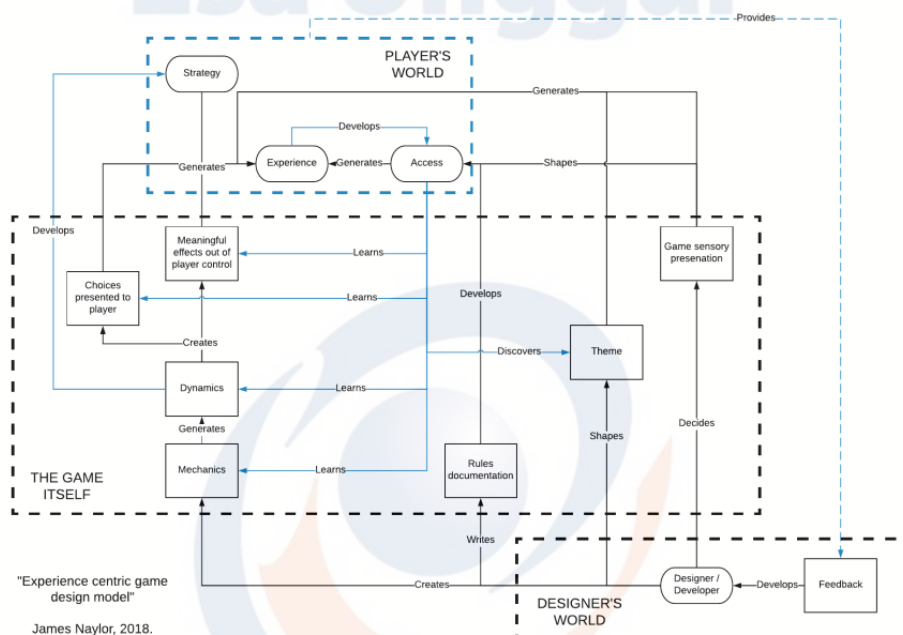 Esa Unggul
Provides
PLAYER'S
WORLD
Strategy
Generates
Develops
Experience
Generates
Access
Shapes
Generates
Develops
Meaningful
effects out of
player control
Learns
Game sensory
presenation
Choices
presented to
player
Learns
Develops
Creates
Discovers
Theme
Dynamics
Learns
Generates
Shapes
Decides
Mechanics
Learns
Rules
documentation
THE GAME
ITSELF
Writes
"Experience centric game
design model"
James Naylor, 2018.
Creates
Designer /
Developer
Develops
Feedback
DESIGNER'S
WORLD